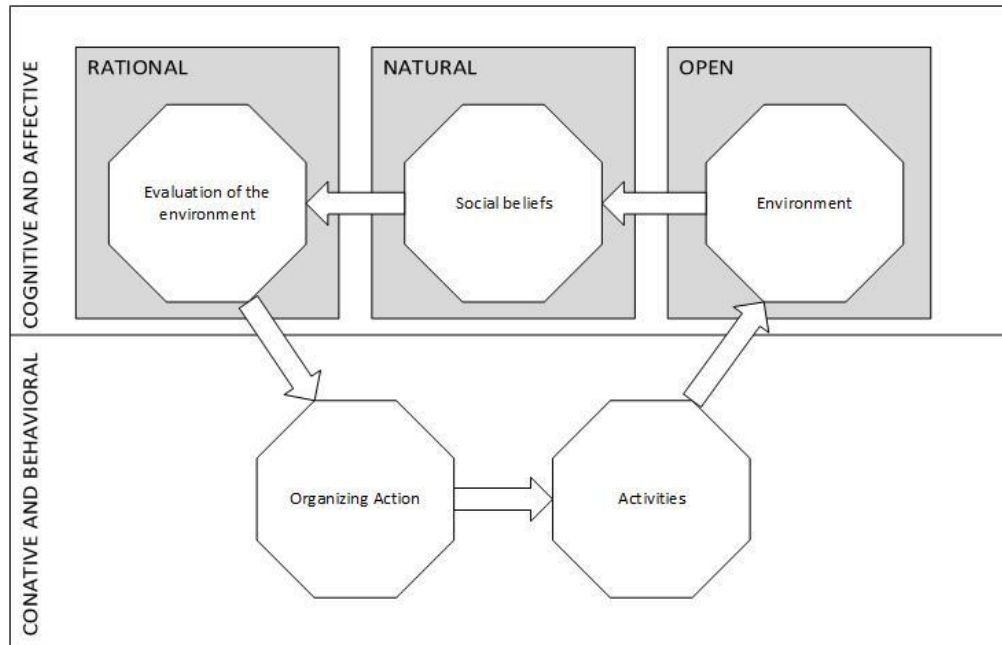 COGNITIVE AND AFFECTIVE
RATIONAL
NATURAL
OPEN
Evaluation of the
environment
Social beliefs
Environment
CONATIVE AND BEHAVIORAL
Organizing Action
Activities